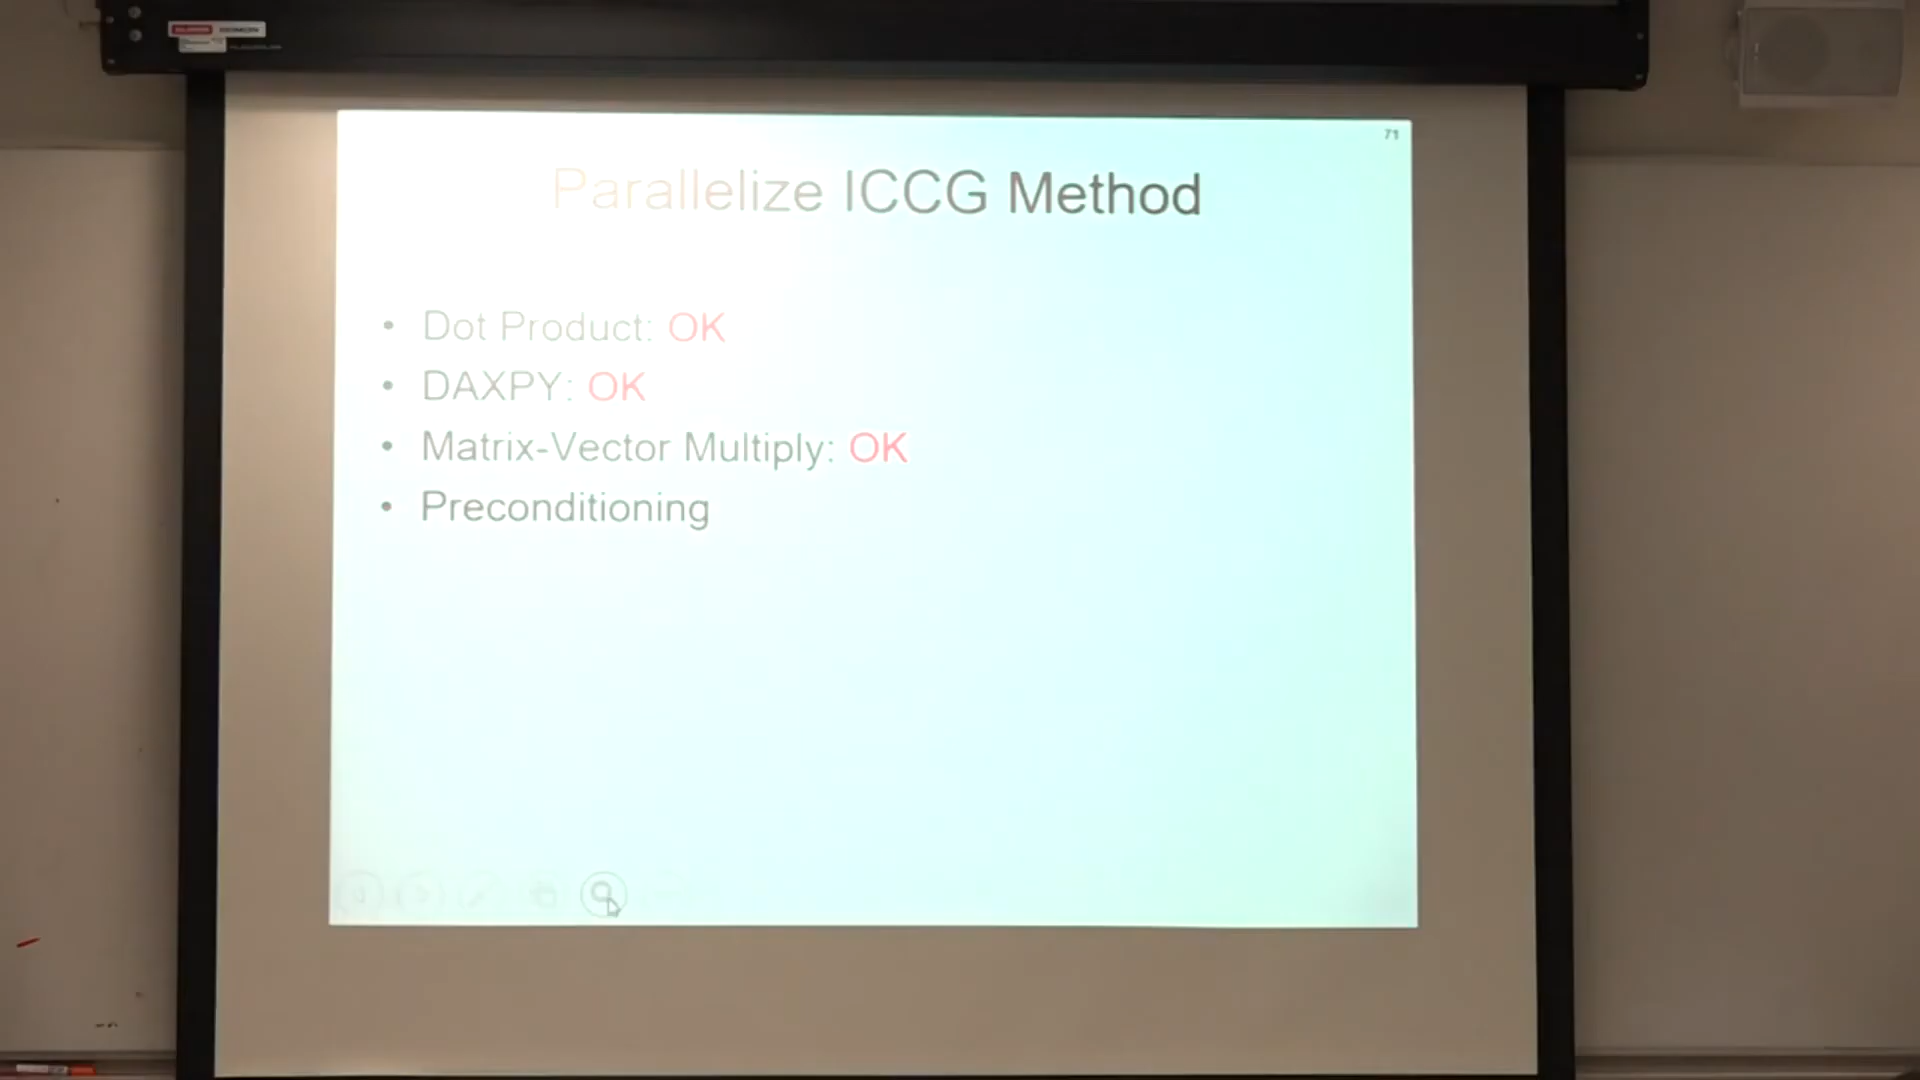 71
Parallelize ICCG Method
• Dot Product: OK
• DAXPY: OK
• Matrix-Vector Multiply: OK
• Preconditioning